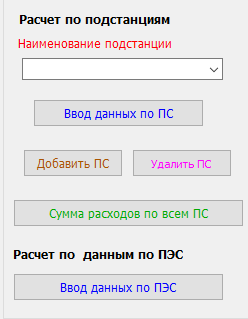 Расчет по подстанциям
Наименование подстанции
Ввод данных по ПС
Добавить ПС Удалить ПС
Сумма расходов по всем ПС
Расчет по данным по ПЭС
Ввод данных по ПЭС